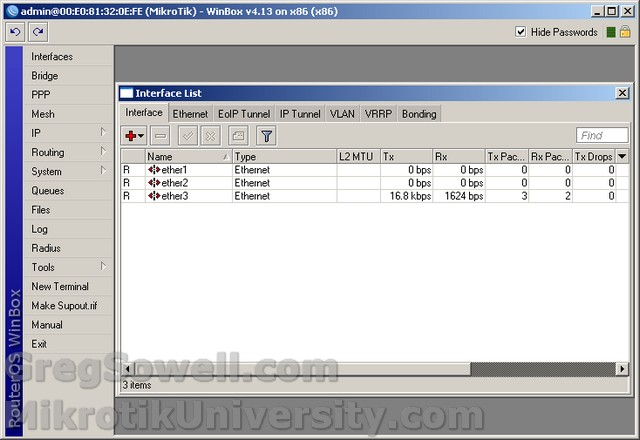 admin@00:E0:81:32:0E:FE (MikroTik) - WinBox v4.13 on x86 (x86)
Hide Passwords
Interfaces
Bridge
PPP
Mesh
IP
Routing
System
Queues
Files
Log
Radius
Tools
New Terminal
Make Supout.rif
Manual
Exit
RouterOS WinBox
Interface List
Interface Ethernet EoIP Tunnel IP Tunnel VLAN VRRP Bonding
Find
Name Type L2 MTU Tx Rx Tx Pac... Rx Pac... Tx Drops
R ether1 Ethernet 0 bps 0 bps 0 0 0
R ether2 Ethernet 0 bps 0 bps 0 0 0
R ether3 Ethernet 16.8 kbps 1624 bps 3 2 0
3 items
GregSowell.com
MikrotikUniversity.com